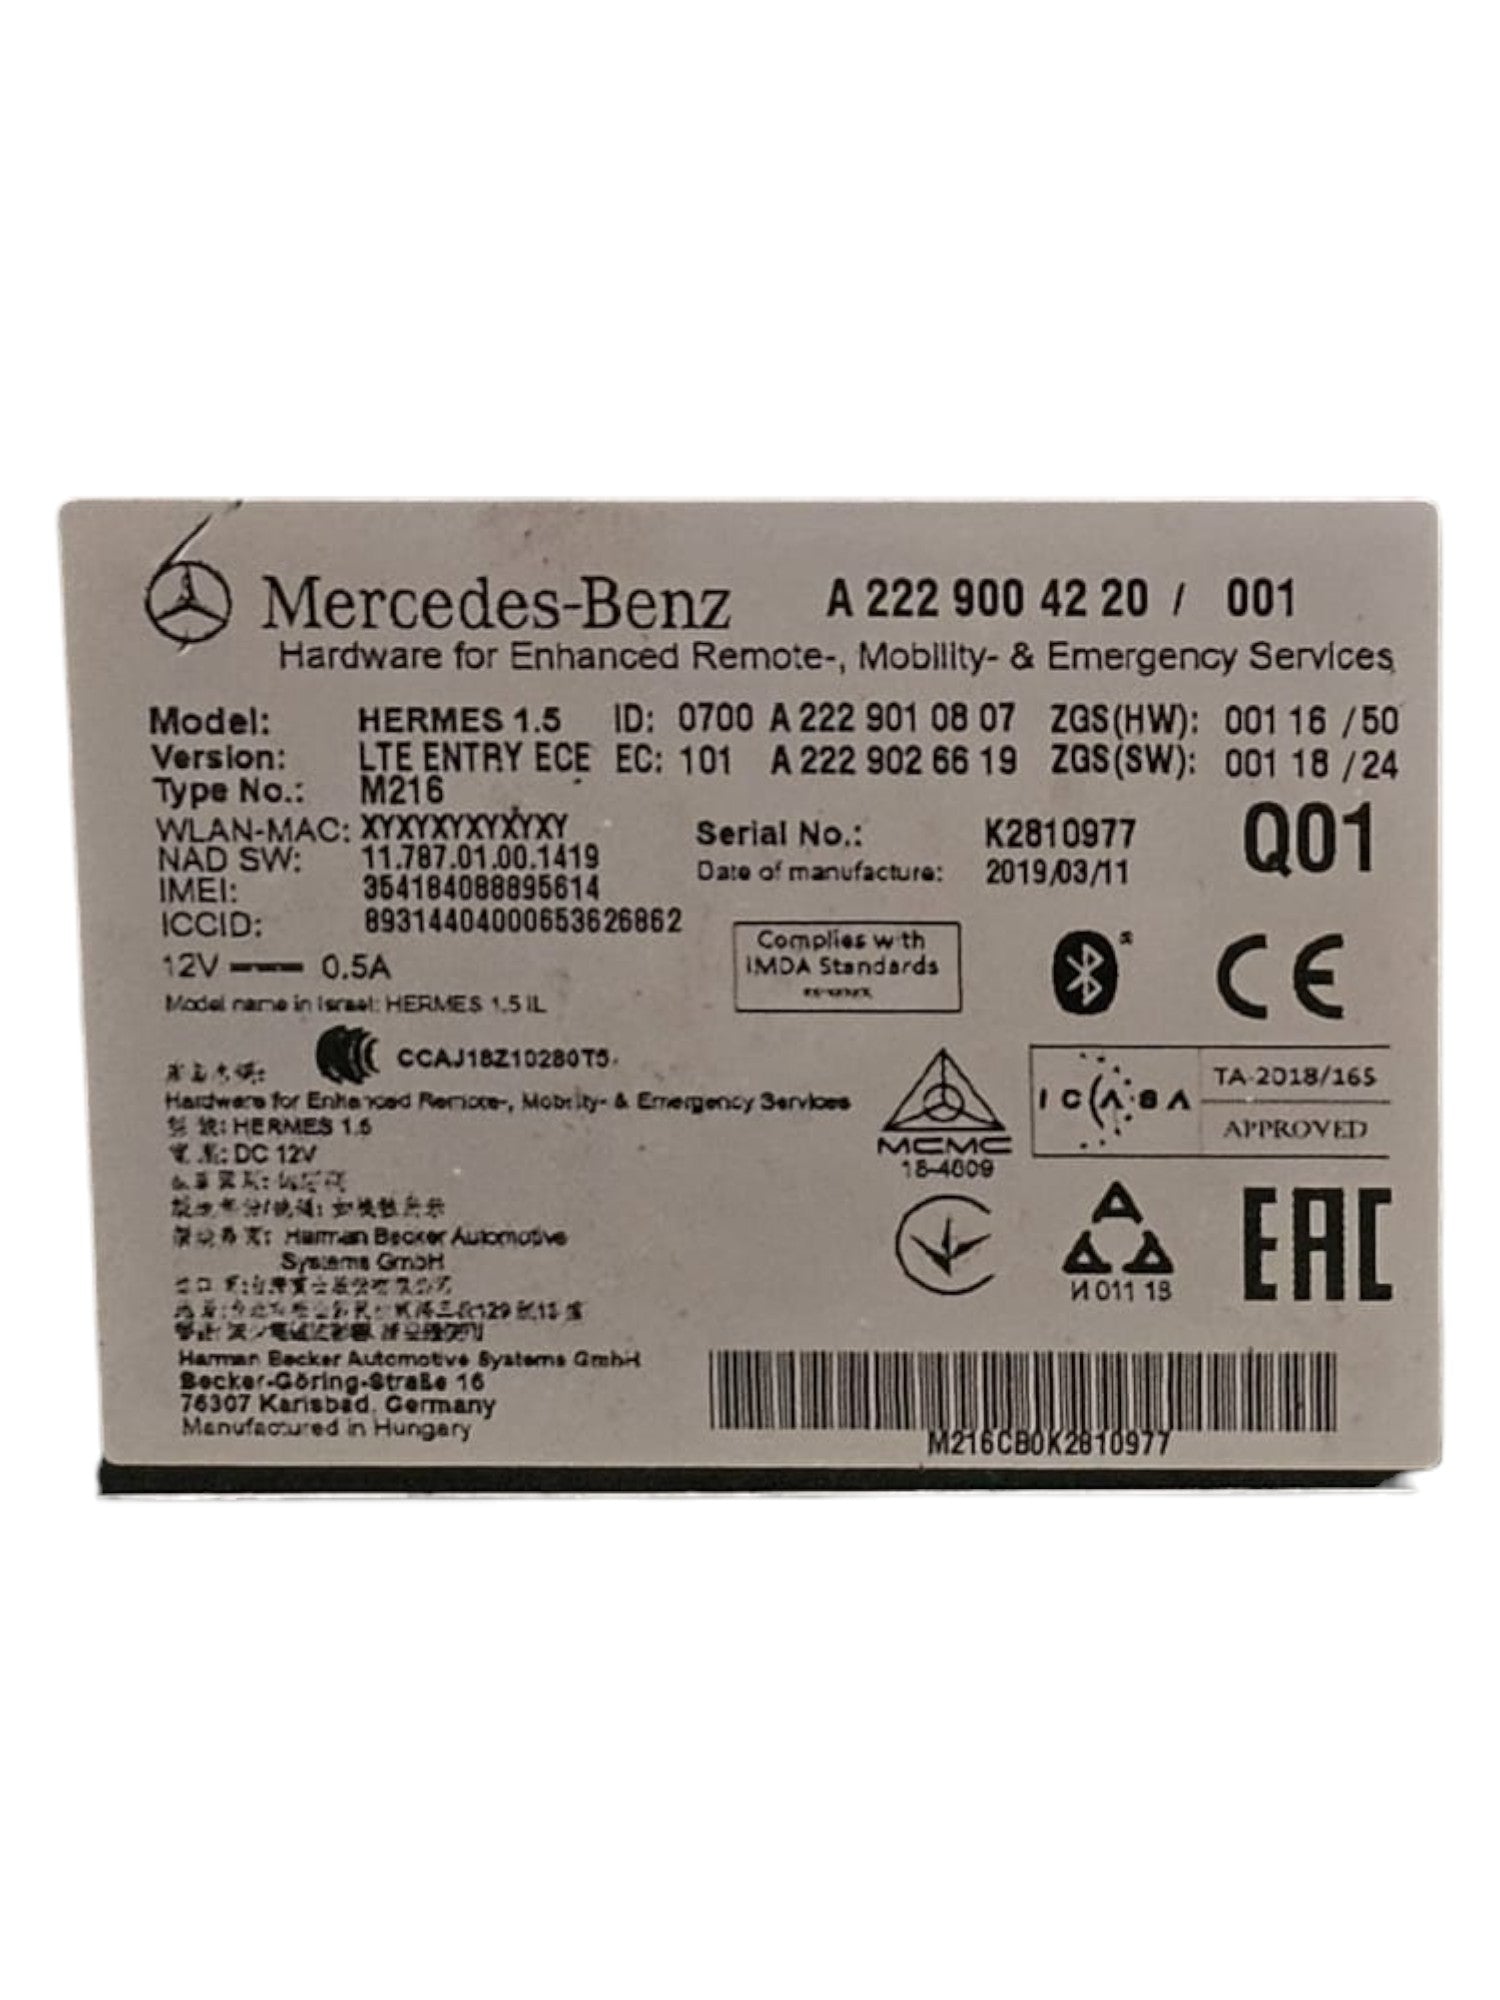 Mercedes-Benz A 222 900 42 20 / 001
Hardware for Enhanced Remote-, Mobility- & Emergency Services
Model: HERMES 1.5 ID: 0700 A 222 901 08 07 ZGS(HW): 001 16 / 50
Version: LTE ENTRY ECE EC: 101 A 222 902 66 19 ZGS(SW): 001 18 / 24
Type No.: M216
WLAN-MAC: XYXYXYXYXYXY Serial No.: K2810977 Q01
NAD SW: 11.787.01.00.1419 Date of manufacture: 2019/03/11
IMEI: 354184088895614
ICCID: 89314404000653626862
12V 0.5A
Complies with
IMDA Standards
CE
Model name in Israel: HERMES 1.5 IL
CCAJ18Z10280T5
Hardware for Enhanced Remote-, Mobility- & Emergency Services
HERMES 1.5
DC 12V
ICASA TA-2018/165
APPROVED
MCMC
Harman Becker Automotive
Systems GmbH
И 011 18
EAC
Harman Becker Automotive Systems GmbH
Becker-Göring-Straße 16
76307 Karlsbad, Germany
Manufactured in Hungary
M216CB0K2810977